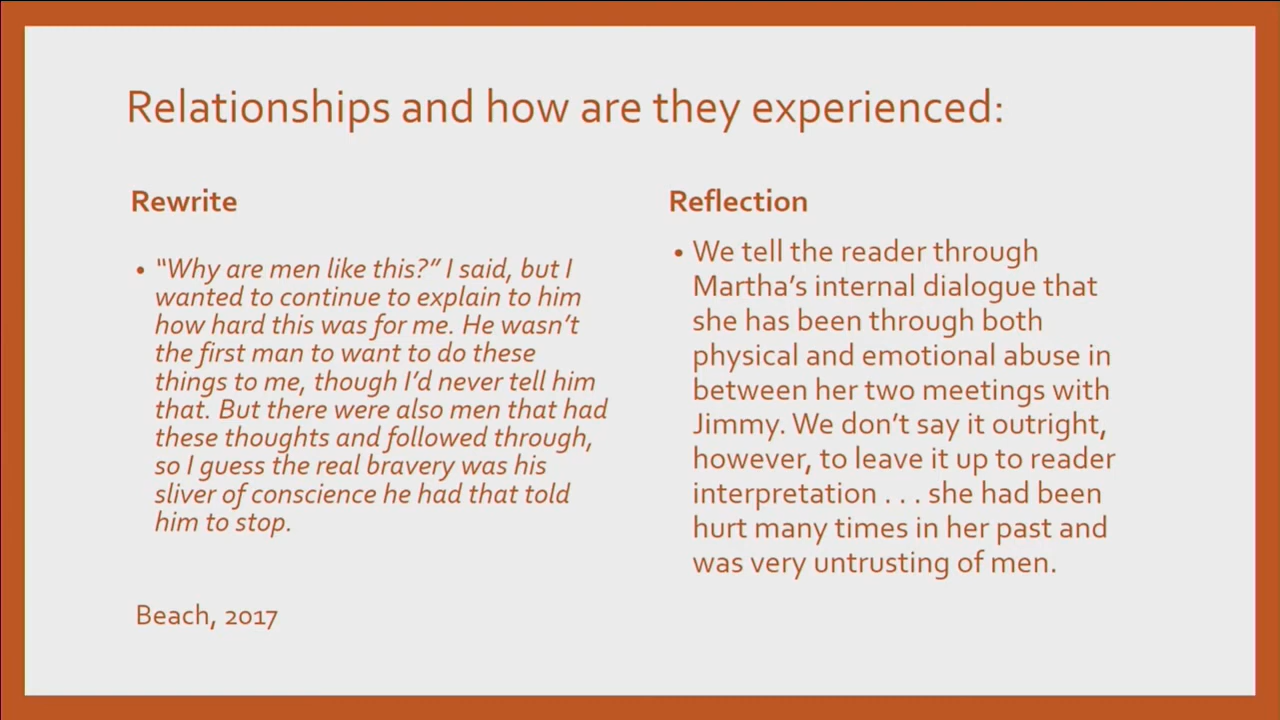 Relationships and how are they experienced:
Rewrite
• “Why are men like this?” I said, but I
wanted to continue to explain to him
how hard this was for me. He wasn’t
the first man to want to do these
things to me, though I’d never tell him
that. But there were also men that had
these thoughts and followed through,
so I guess the real bravery was his
sliver of conscience he had that told
him to stop.
Beach, 2017
Reflection
• We tell the reader through
Martha’s internal dialogue that
she has been through both
physical and emotional abuse in
between her two meetings with
Jimmy. We don’t say it outright,
however, to leave it up to reader
interpretation . . . she had been
hurt many times in her past and
was very untrusting of men.